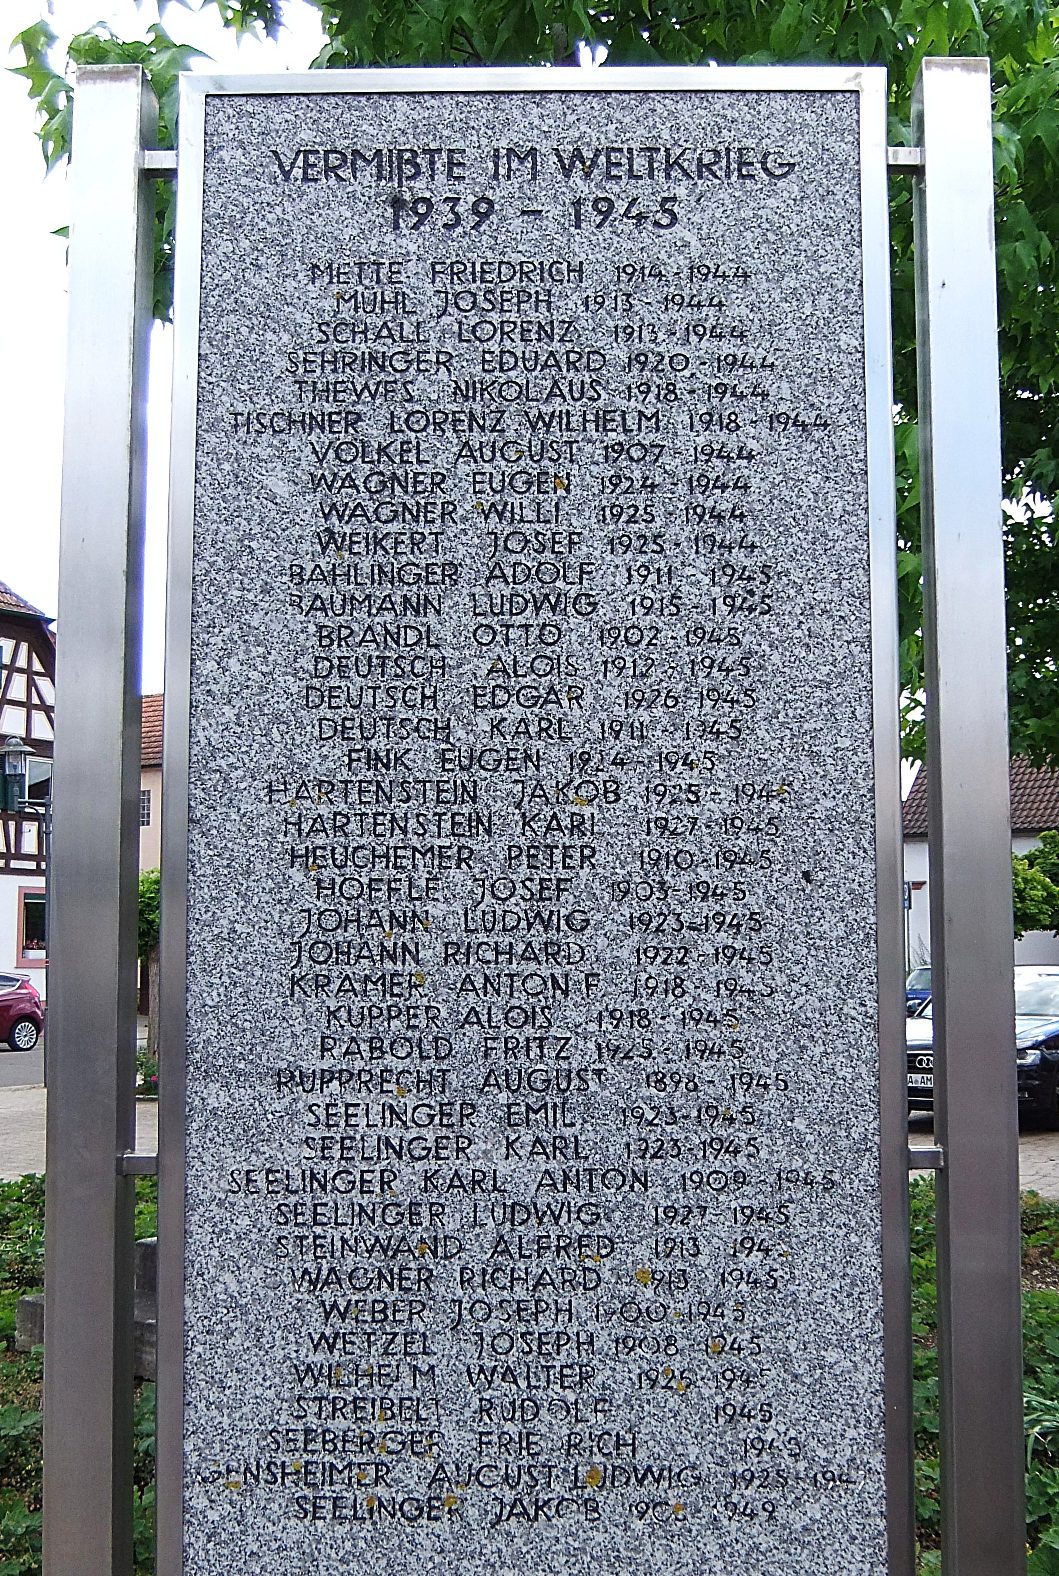 VERMIßTE IM WELTKRIEG
1939 - 1945
METTE FRIEDRICH 1914 - 1944
MUHL JOSEPH 1913 - 1944
SCHALL LORENZ 1913 - 1944
SEHRINGER EDUARD 1920 - 1944
THEWES NIKOLAUS 1918 - 1944
TISCHNER LORENZ WILHELM 1918 - 1944
VOLKEL AUGUST 1907 - 1944
WAGNER EUGEN 1924 - 1944
WAGNER WILLI 1925 - 1944
WEIKERT JOSEF 1925 - 1944
BAHLINGER ADOLF 1911 - 1945
BAUMANN LUDWIG 1915 - 1945
BRANDL OTTO 1902 - 1945
DEUTSCH ALOIS 1912 - 1945
DEUTSCH EDGAR 1926 - 1945
DEUTSCH KARL 1911 - 1945
FINK EUGEN 1924 - 1945
HARTENSTEIN JAKOB 1925 - 1945
HARTENSTEIN KARL 1927 - 1945
HEUCHEMER PETER 1910 - 1945
HOFFLE JOSEF 1903 - 1945
JOHANN LUDWIG 1923 - 1945
JOHANN RICHARD 1922 - 1945
KRAMER ANTON F 1918 - 1945
KUPPER ALOIS 1918 - 1945
RABOLD FRITZ 1925 - 1945
RUPPRECHT AUGUST 1898 - 1945
SEELINGER EMIL 1923 - 1945
SEELINGER KARL 1923 - 1945
SEELINGER KARL ANTON 1909 - 1945
SEELINGER LUDWIG 1927 - 1945
STEINWAND ALFRED 1913 - 1945
WAGNER RICHARD 1913 - 1945
WEBER JOSEPH 1900 - 1945
WETZEL JOSEPH 1908 - 1945
WILHELM WALTER 1926 - 1945
STREIBEL RUDOLF 1945
SEEBERGER FRIE RICH 1945
AUGUST LUDWIG 1925 - 194
SEELINGER JAKOB - 1949